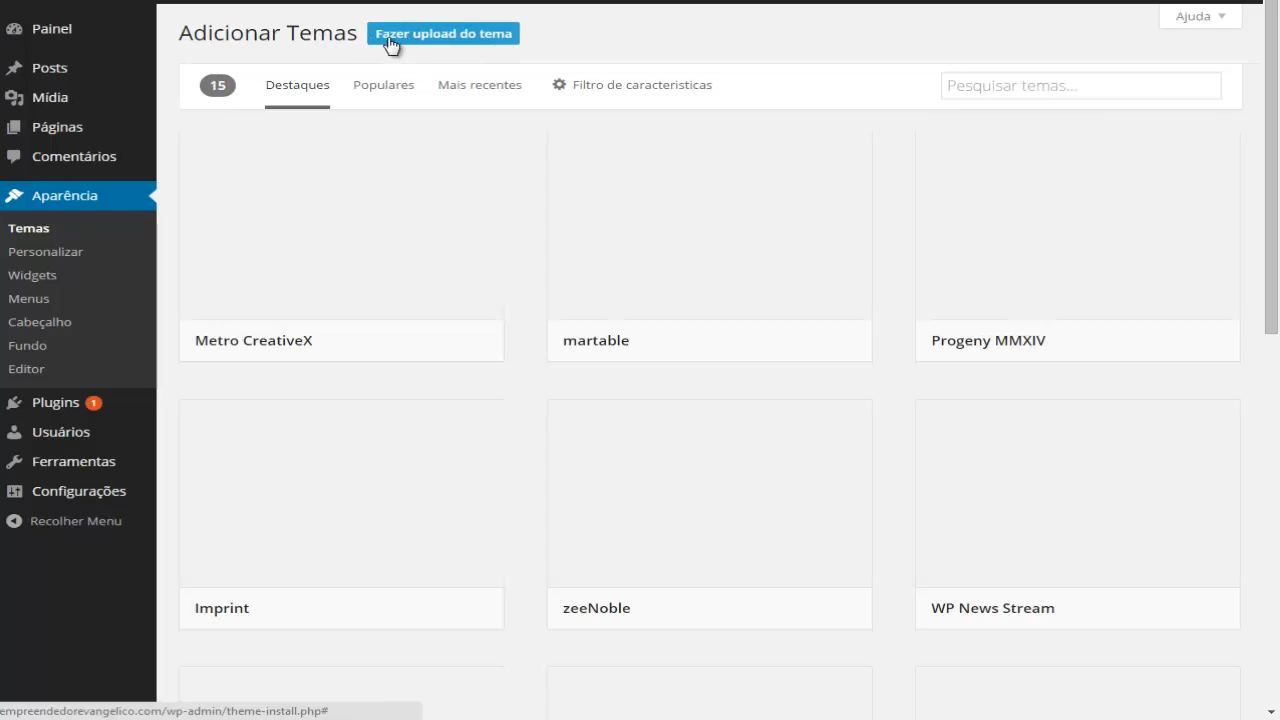 Painel
Posts
Mídia
Páginas
Comentários
Aparência
Temas
Personalizar
Widgets
Menus
Cabeçalho
Fundo
Editor
Plugins 1
Usuários
Ferramentas
Configurações
Recolher Menu
Adicionar Temas Fazer upload do tema
Ajuda
15 Destaques Populares Mais recentes Filtro de caracteristicas Pesquisar temas...
Metro CreativeX martable Progeny MMXIV
Imprint zeeNoble WP News Stream
empreendedorevangelico.com/wp-admin/theme-install.php#